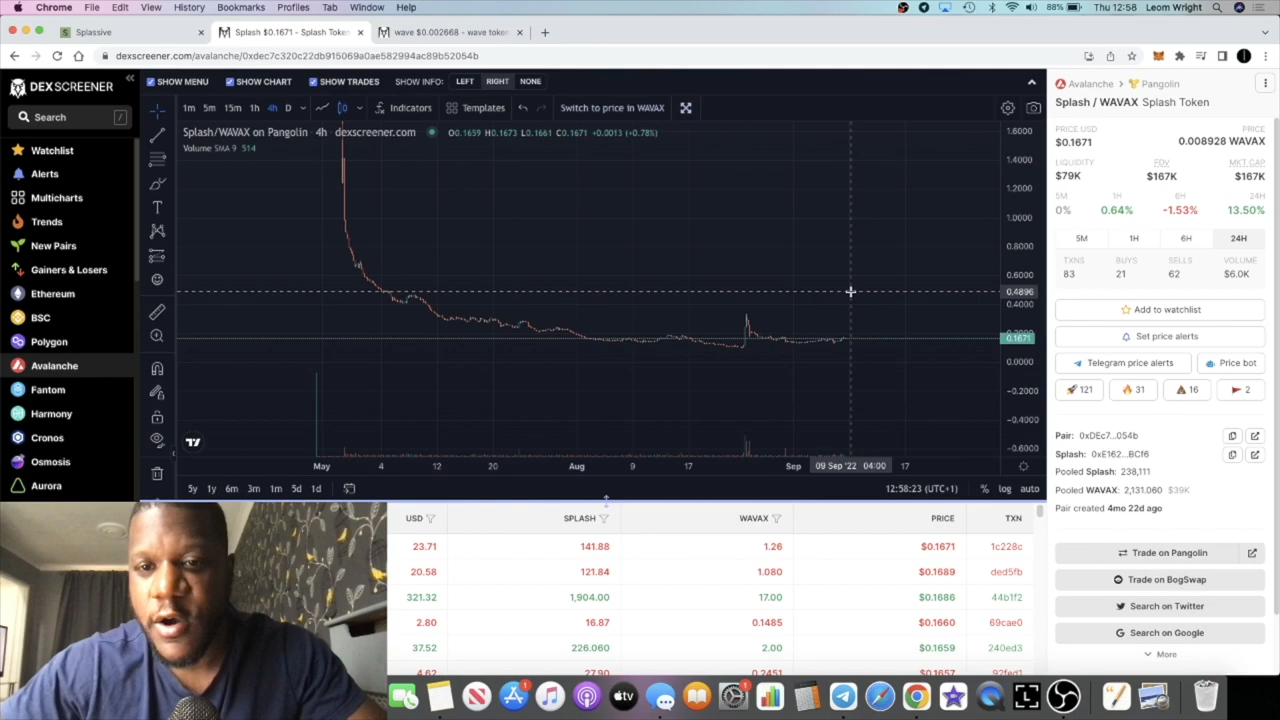 Chrome File Edit View History Bookmarks Profiles Tab Window Help 88% Thu 12:58 Leom Wright
Splassive × Splash $0.1671 - Splash Token × wave $0.002668 - wave token × +
dexscreener.com/avalanche/0xdec7c320c22db915069a0ae582994ac89b52054b
DEXSCREENER
Search /
Watchlist
Alerts
Multicharts
Trends
New Pairs
Gainers & Losers
Ethereum
BSC
Polygon
Avalanche
Fantom
Harmony
Cronos
Osmosis
Aurora
SHOW MENU SHOW CHART SHOW TRADES SHOW INFO: LEFT RIGHT NONE
1m 5m 15m 1h 4h D Indicators Templates Switch to price in WAVAX
Splash/WAVAX on Pangolin · 4h · dexscreener.com O0.1659 H0.1673 L0.1661 C0.1671 +0.0013 (+0.78%)
Volume SMA 9 514
1.6000
1.4000
1.2000
1.0000
0.8000
0.6000
0.4896
0.4000
0.1671
0.0000
-0.2000
-0.4000
-0.6000
May 4 12 20 Aug 9 17 Sep 09 Sep '22 04:00 17
5y 1y 6m 3m 1m 5d 1d 12:58:23 (UTC+1) % log auto
USD SPLASH WAVAX PRICE TXN
23.71 141.88 1.26 $0.1671 1c228c
20.58 121.84 1.080 $0.1689 ded5fb
321.32 1,904.00 17.00 $0.1686 44b1f2
2.80 16.87 0.1485 $0.1660 69cae0
37.52 226.060 2.00 $0.1659 240ed3
4.62 27.90 0.2451 $0.1657 92fed1
Avalanche > Pangolin
Splash / WAVAX Splash Token
PRICE USD PRICE
$0.1671 0.008928 WAVAX
LIQUIDITY FDV MKT CAP
$79K $167K $167K
5M 1H 6H 24H
0% 0.64% -1.53% 13.50%
5M 1H 6H 24H
TXNS BUYS SELLS VOLUME
83 21 62 $6.0K
Add to watchlist
Set price alerts
Telegram price alerts Price bot
121 31 16 2
Pair: 0xDEc7...054b
Splash: 0xE162...BCf6
Pooled Splash: 238,111
Pooled WAVAX: 2,131.060 $39K
Pair created 4mo 22d ago
Trade on Pangolin
Trade on BogSwap
Search on Twitter
Search on Google
More